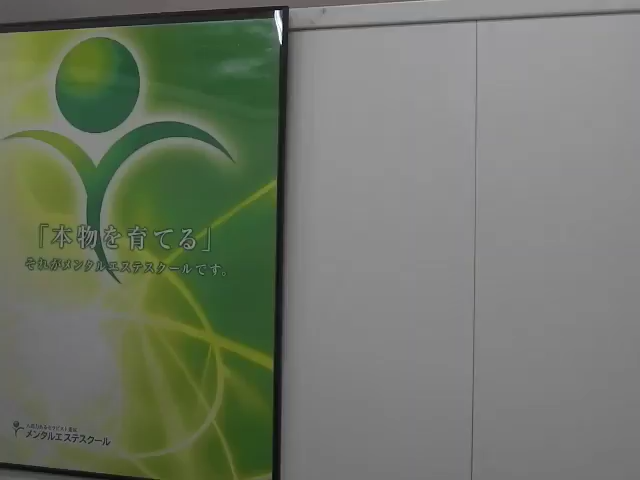 「本物を育てる」
それがメンタルエステスクールです。
メンタルエステスクール